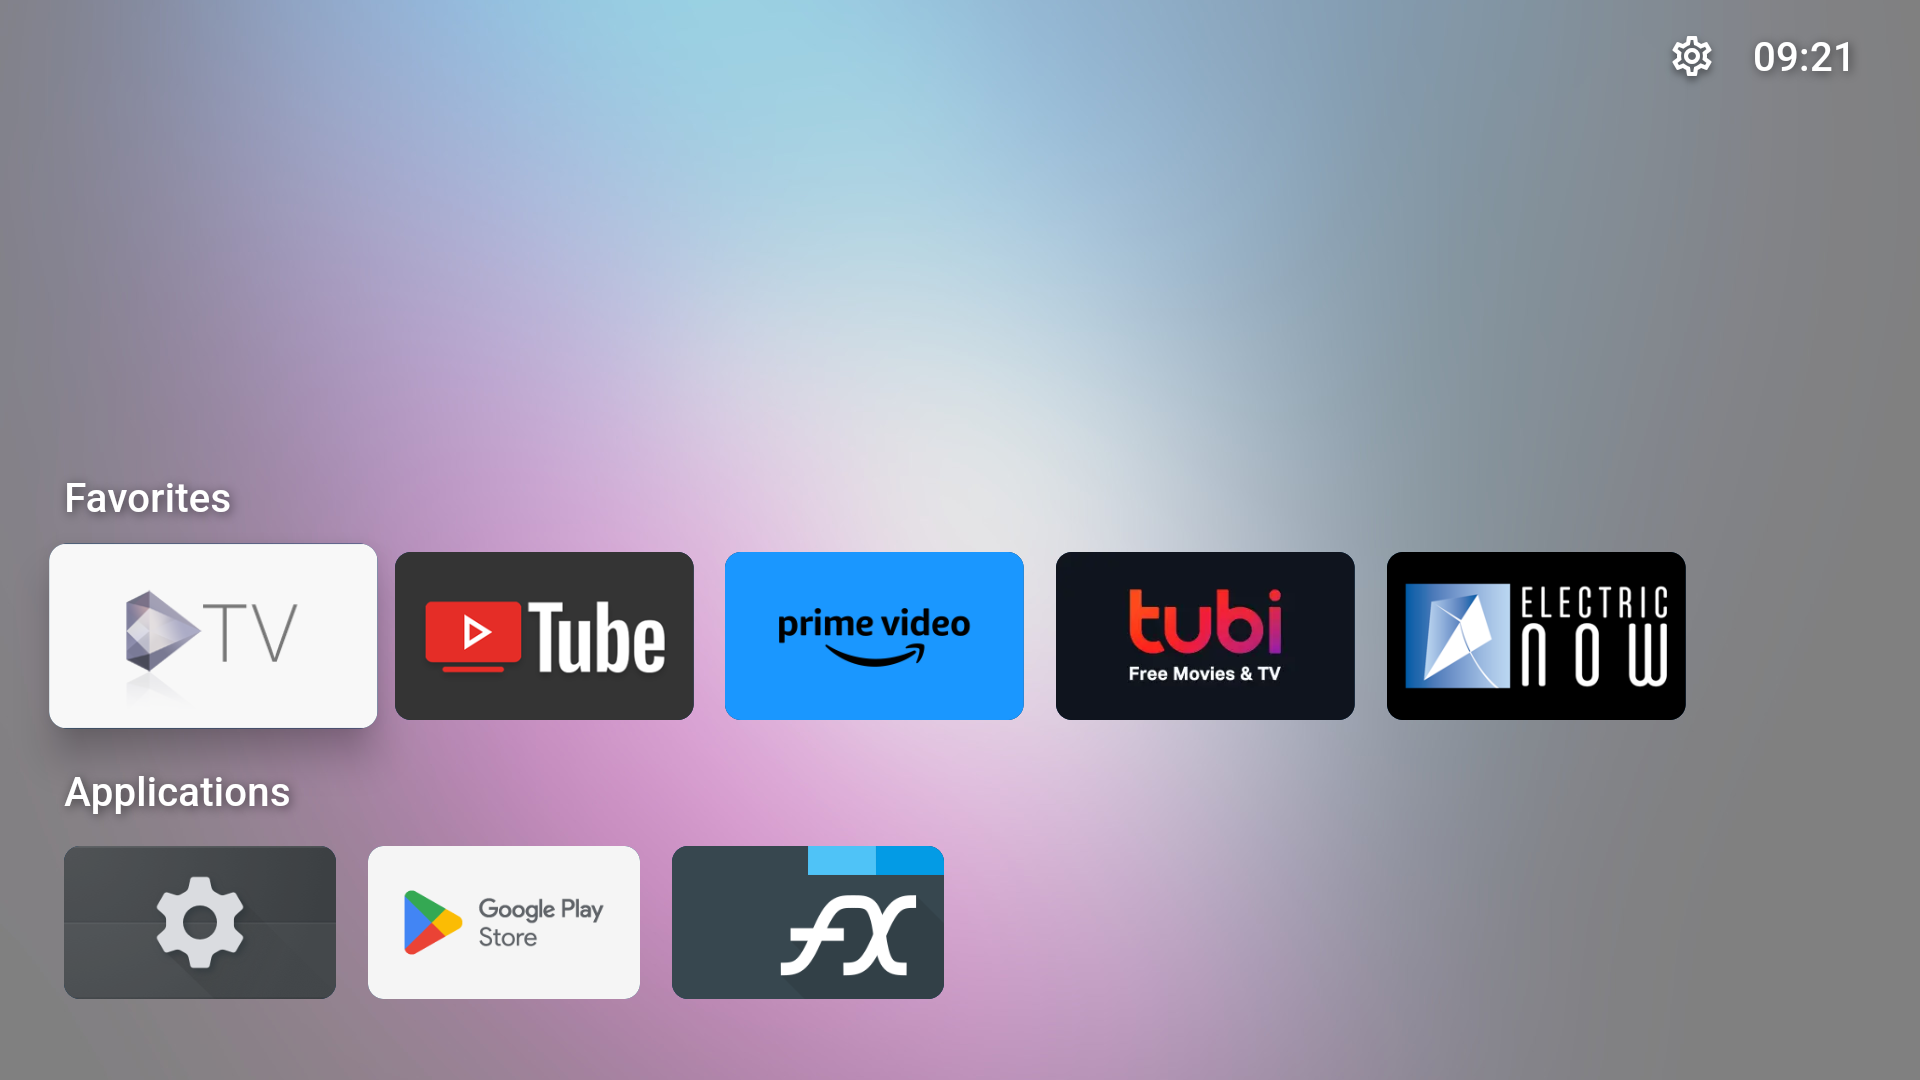 09:21
Favorites
TV
Tube
prime video
tubi
Free Movies & TV
ELECTRIC
NOW
Applications
Google Play
Store
FX